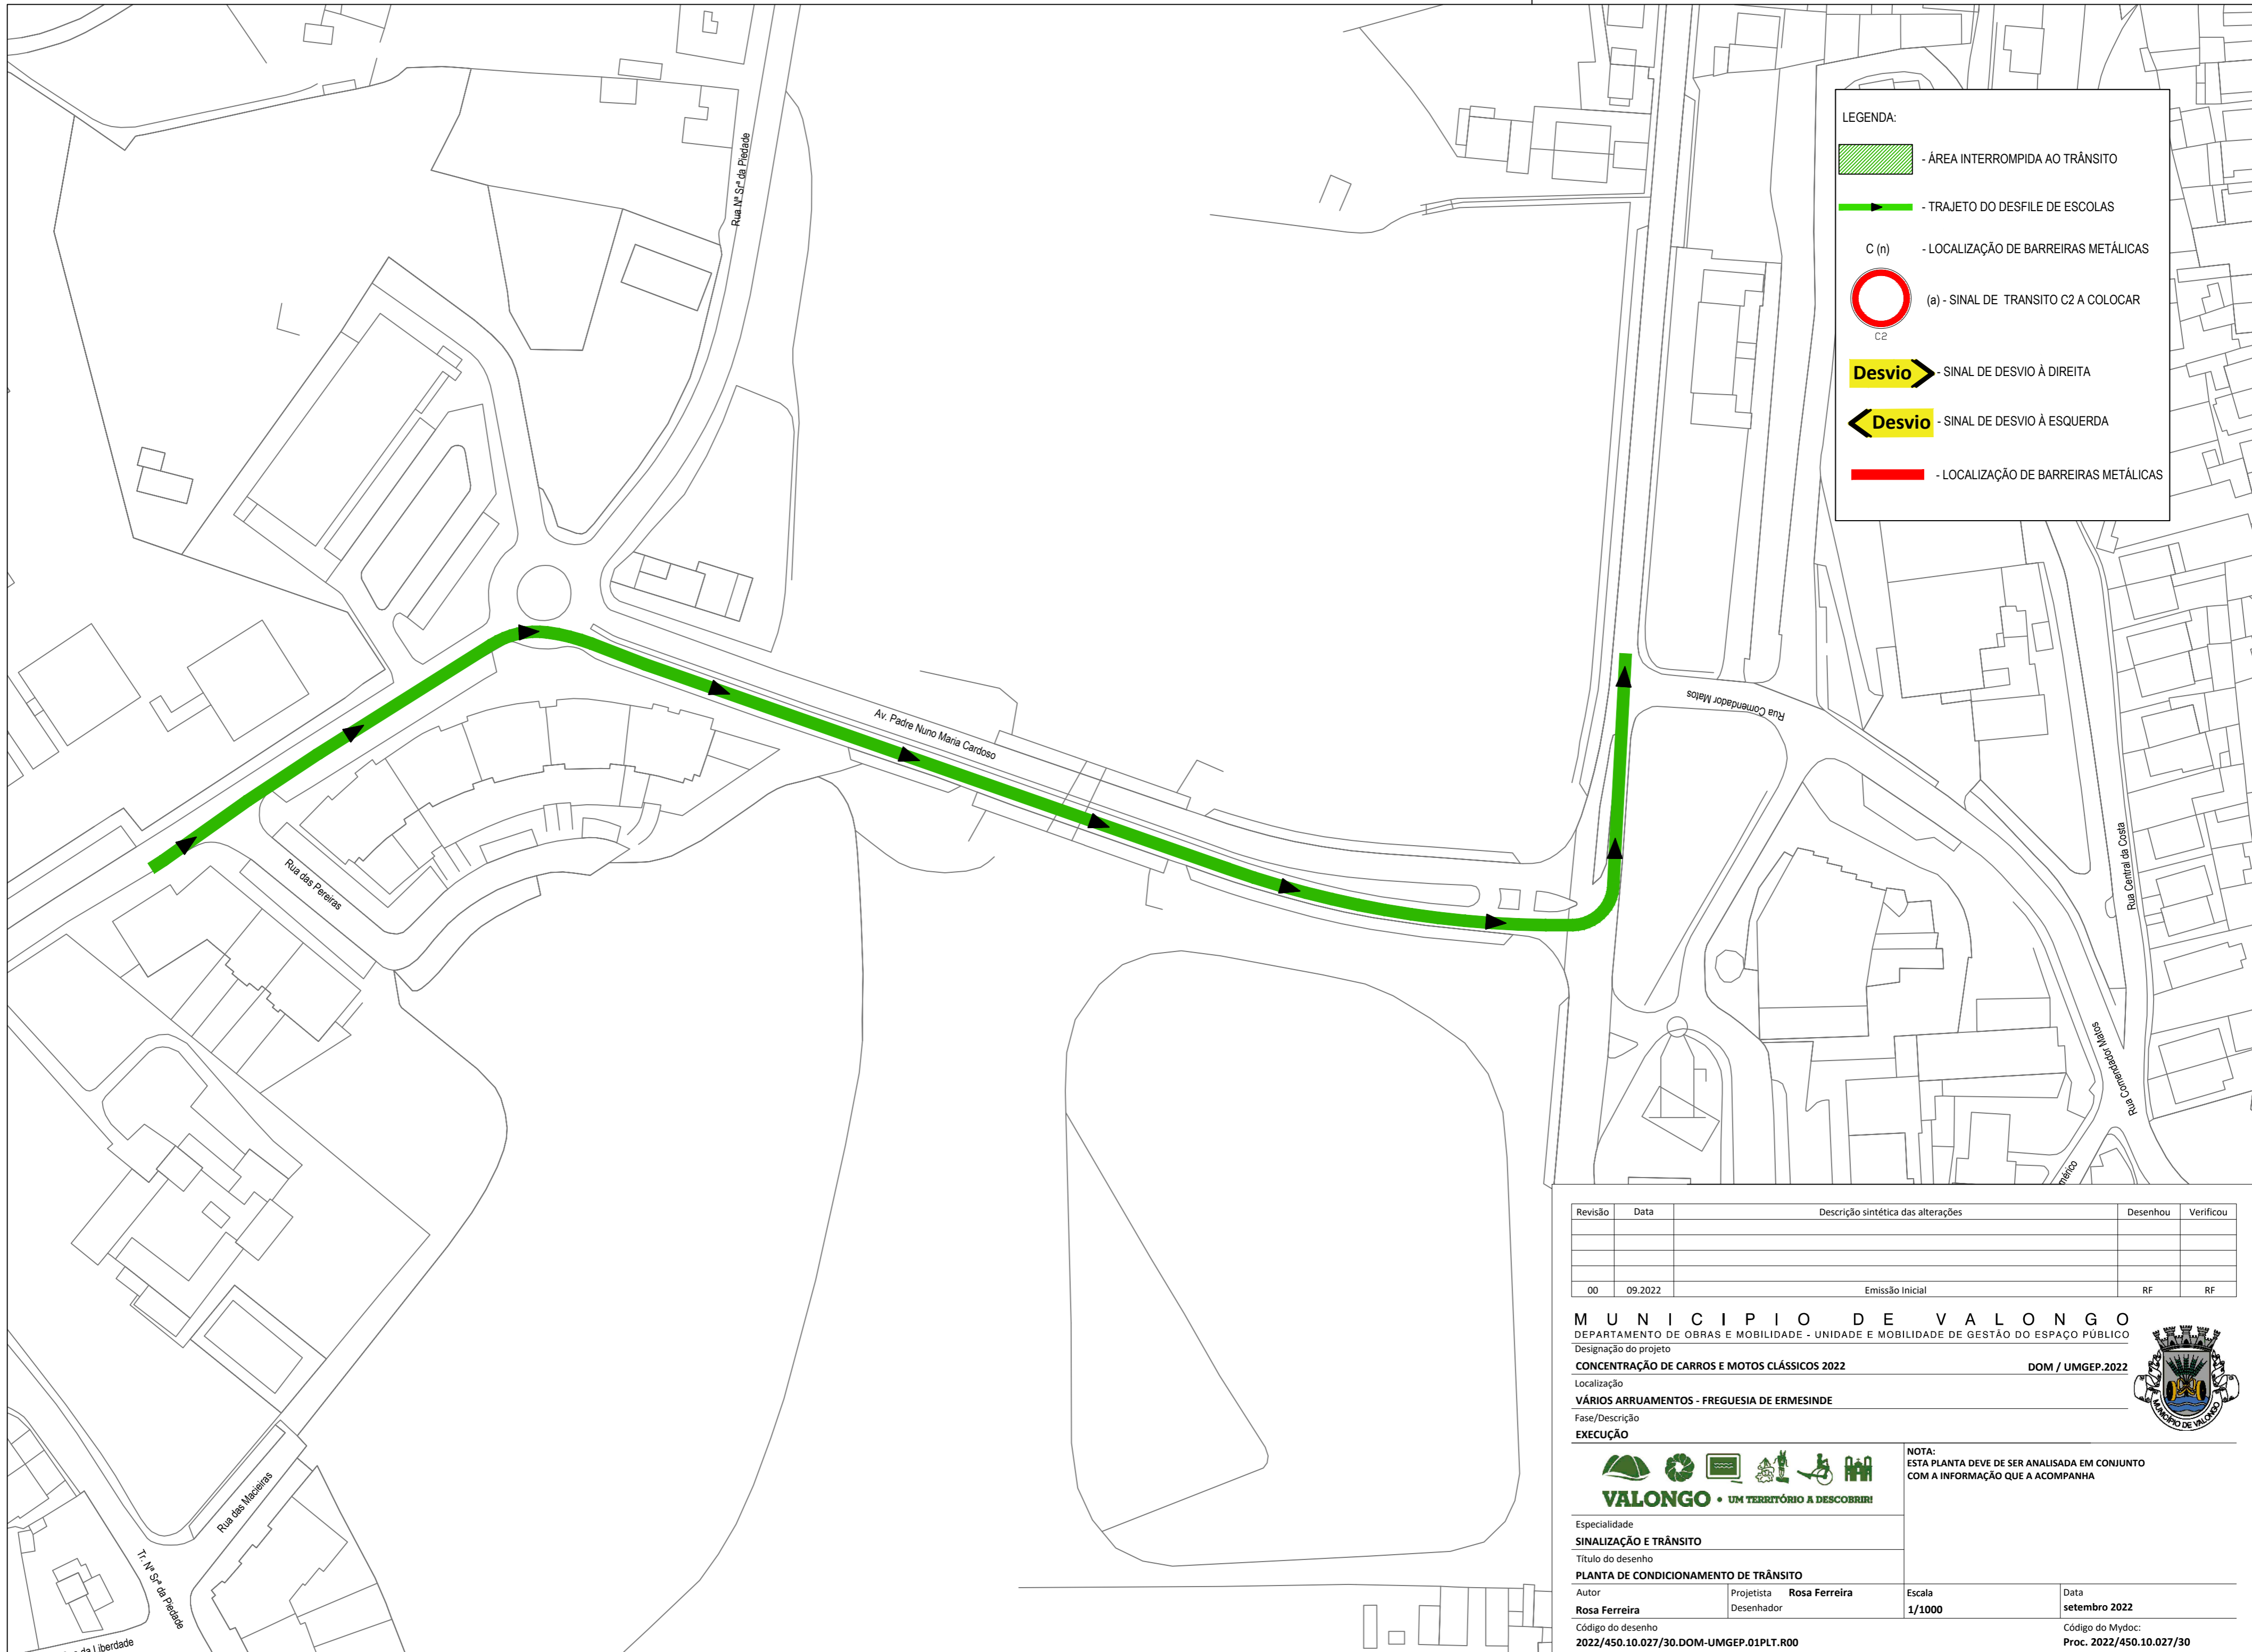 Rua Nª Srª da Piedade
LEGENDA:
- ÁREA INTERROMPIDA AO TRÂNSITO
- TRAJETO DO DESFILE DE ESCOLAS
C (n) - LOCALIZAÇÃO DE BARREIRAS METÁLICAS
(a) - SINAL DE TRANSITO C2 A COLOCAR
C2
Desvio - SINAL DE DESVIO À DIREITA
Desvio - SINAL DE DESVIO À ESQUERDA
- LOCALIZAÇÃO DE BARREIRAS METÁLICAS
Rua Comendador Matos
Av. Padre Nuno Maria Cardoso
Rua das Pereiras
Rua Central da Costa
Rua Comendador Matos
mérico
Rua das Macieiras
Tr. Nª Srª da Piedade
da Liberdade
Revisão Data Descrição sintética das alterações Desenhou Verificou
00 09.2022 Emissão Inicial RF RF
MUNICIPIO DE VALONGO
DEPARTAMENTO DE OBRAS E MOBILIDADE - UNIDADE E MOBILIDADE DE GESTÃO DO ESPAÇO PÚBLICO
Designação do projeto
CONCENTRAÇÃO DE CARROS E MOTOS CLÁSSICOS 2022 DOM / UMGEP.2022
Localização
VÁRIOS ARRUAMENTOS - FREGUESIA DE ERMESINDE
MUNICÍPIO DE VALONGO
Fase/Descrição
EXECUÇÃO
VALONGO • UM TERRITÓRIO A DESCOBRIR!
NOTA:
ESTA PLANTA DEVE DE SER ANALISADA EM CONJUNTO
COM A INFORMAÇÃO QUE A ACOMPANHA
Especialidade
SINALIZAÇÃO E TRÂNSITO
Título do desenho
PLANTA DE CONDICIONAMENTO DE TRÂNSITO
Autor Projetista Rosa Ferreira Escala Data
Rosa Ferreira Desenhador 1/1000 setembro 2022
Código do desenho Código do Mydoc:
2022/450.10.027/30.DOM-UMGEP.01PLT.R00 Proc. 2022/450.10.027/30